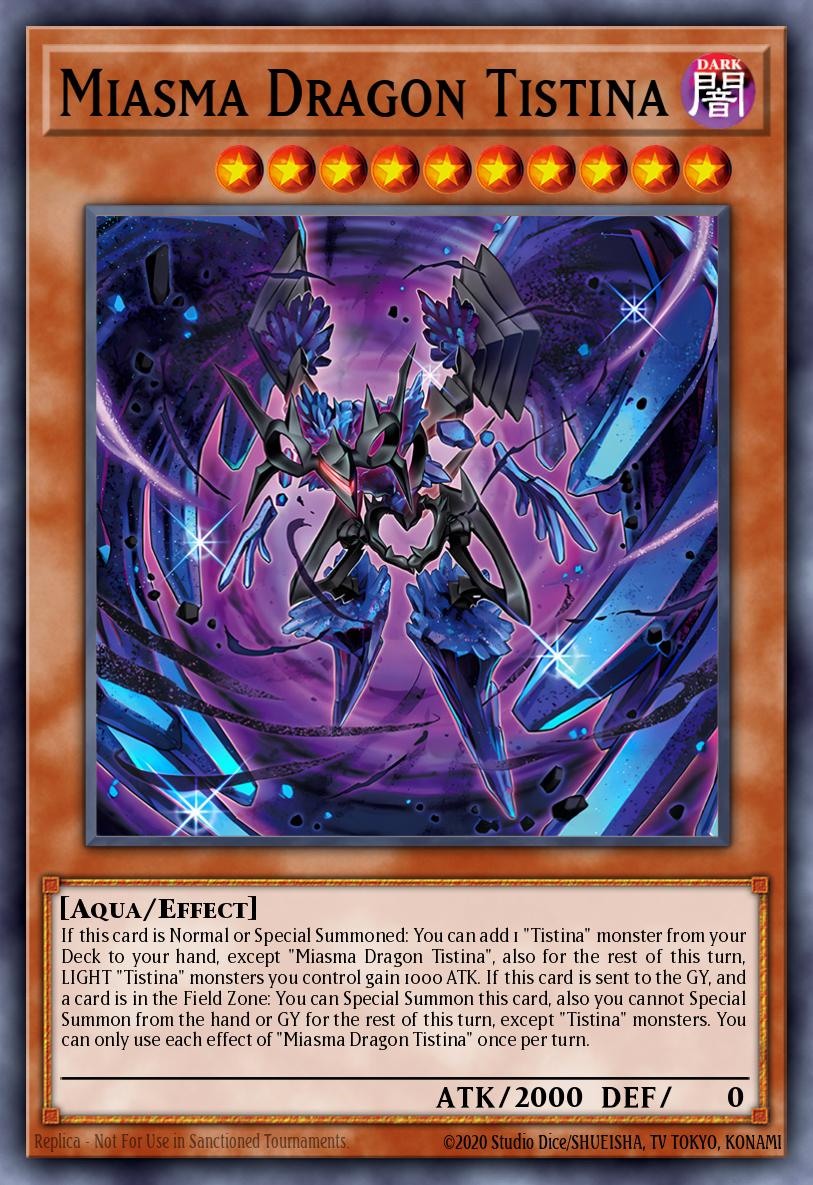 Miasma Dragon Tistina
DARK
闇
[Aqua/Effect]
If this card is Normal or Special Summoned: You can add 1 "Tistina" monster from your
Deck to your hand, except "Miasma Dragon Tistina", also for the rest of this turn,
LIGHT "Tistina" monsters you control gain 1000 ATK. If this card is sent to the GY, and
a card is in the Field Zone: You can Special Summon this card, also you cannot Special
Summon from the hand or GY for the rest of this turn, except "Tistina" monsters. You
can only use each effect of "Miasma Dragon Tistina" once per turn.
ATK/2000 DEF/ 0
Replica - Not For Use in Sanctioned Tournaments. ©2020 Studio Dice/SHUEISHA, TV TOKYO, KONAMI